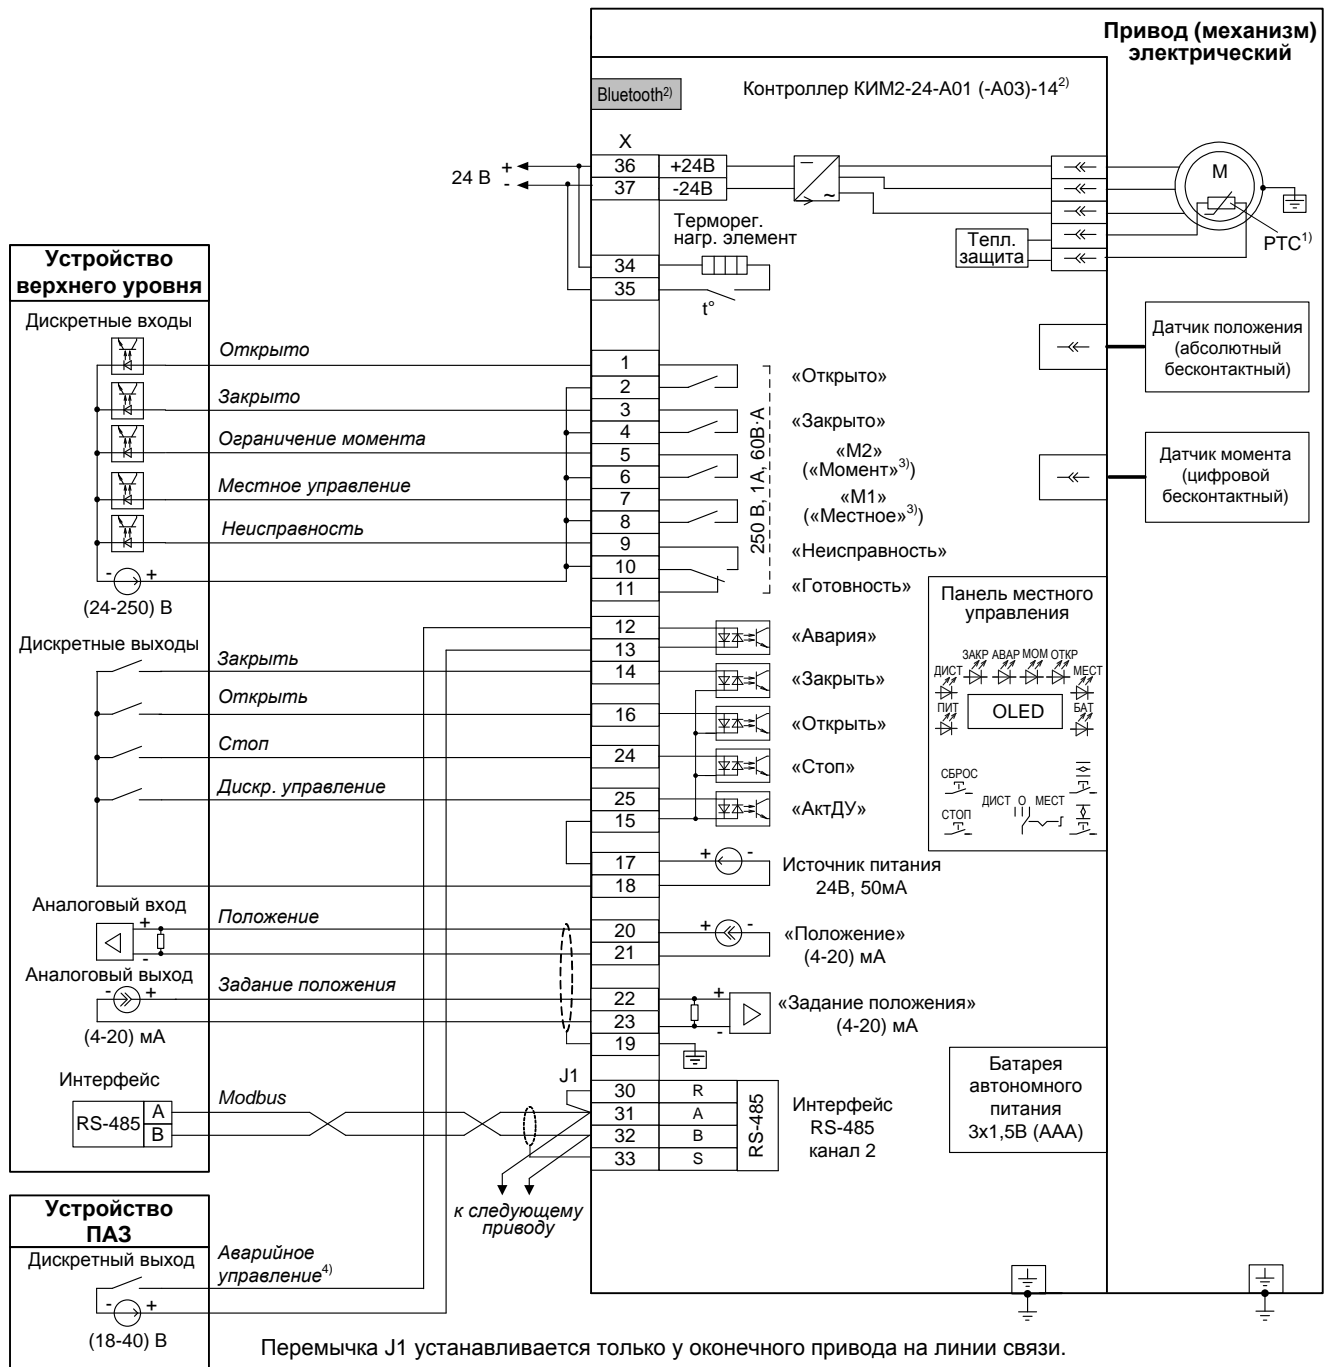 Привод (механизм)
электрический
Bluetooth2)
Контроллер КИМ2-24-А01 (-А03)-142)
X
24 В
+
-
36
+24В
37
-24В
M
PTC1)
Терморег.
нагр. элемент
34
35
t°
Тепл.
защита
Устройство
верхнего уровня
Дискретные входы
Открыто
Закрыто
Ограничение момента
Местное управление
Неисправность
- +
(24-250) В
1
2
3
4
5
6
7
8
9
10
11
250 В, 1А, 60В·А
«Открыто»
«Закрыто»
«М2»
(«Момент»3))
«М1»
(«Местное»3))
«Неисправность»
«Готовность»
Датчик положения
(абсолютный
бесконтактный)
Датчик момента
(цифровой
бесконтактный)
Дискретные выходы
Закрыть
Открыть
Стоп
Дискр. управление
12
13
14
16
24
25
15
17
18
«Авария»
«Закрыть»
«Открыть»
«Стоп»
«АктДУ»
+ -
Источник питания
24В, 50мА
Панель местного
управления
ЗАКР АВАР МОМ ОТКР
ДИСТ
МЕСТ
ПИТ
OLED
БАТ
СБРОС
СТОП
ДИСТ О МЕСТ
Аналоговый вход
+
-
Положение
20
21
+ -
«Положение»
(4-20) мА
Аналоговый выход
- +
(4-20) мА
Задание положения
22
23
19
+
-
«Задание положения»
(4-20) мА
Интерфейс
RS-485
A
B
Modbus
J1
30
R
31
A
32
B
33
S
RS-485
Интерфейс
RS-485
канал 2
Батарея
автономного
питания
3х1,5В (ААА)
к следующему
приводу
Устройство
ПАЗ
Дискретный выход
Аварийное
управление4)
- +
(18-40) В
Перемычка J1 устанавливается только у оконечного привода на линии связи.